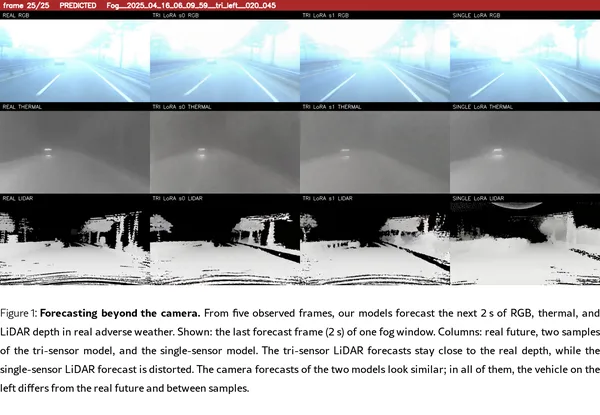 frame 25/25 PREDICTED Fog__2025_04_16_06_09_59__tri_left__020_045
REAL RGB TRI LoRA s0 RGB TRI LoRA s1 RGB SINGLE LoRA RGB
REAL THERMAL TRI LoRA s0 THERMAL TRI LoRA s1 THERMAL SINGLE LoRA THERMAL
REAL LIDAR TRI LoRA s0 LIDAR TRI LoRA s1 LIDAR SINGLE LoRA LIDAR
Figure 1: Forecasting beyond the camera. From five observed frames, our models forecast the next 2 s of RGB, thermal, and
LiDAR depth in real adverse weather. Shown: the last forecast frame (2 s) of one fog window. Columns: real future, two samples
of the tri-sensor model, and the single-sensor model. The tri-sensor LiDAR forecasts stay close to the real depth, while the
single-sensor LiDAR forecast is distorted. The camera forecasts of the two models look similar; in all of them, the vehicle on the
left differs from the real future and between samples.